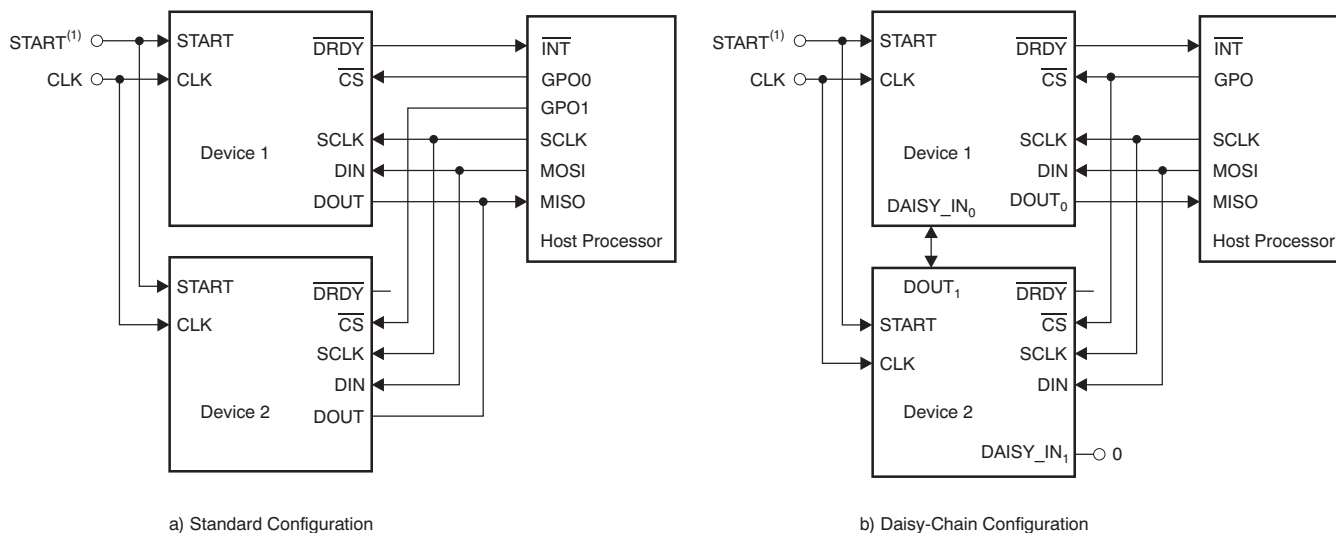 START(1)
CLK
START
CLK
Device 1
DRDY
CS
SCLK
DIN
DOUT
INT
GPO0
GPO1
SCLK
MOSI
MISO
Host Processor
START
CLK
Device 2
DRDY
CS
SCLK
DIN
DOUT
a) Standard Configuration
START(1)
CLK
START
CLK
Device 1
DRDY
CS
SCLK
DIN
DOUT0
DAISY_IN0
INT
GPO
SCLK
MOSI
MISO
Host Processor
DOUT1
START
CLK
Device 2
DRDY
CS
SCLK
DIN
DAISY_IN1
0
b) Daisy-Chain Configuration